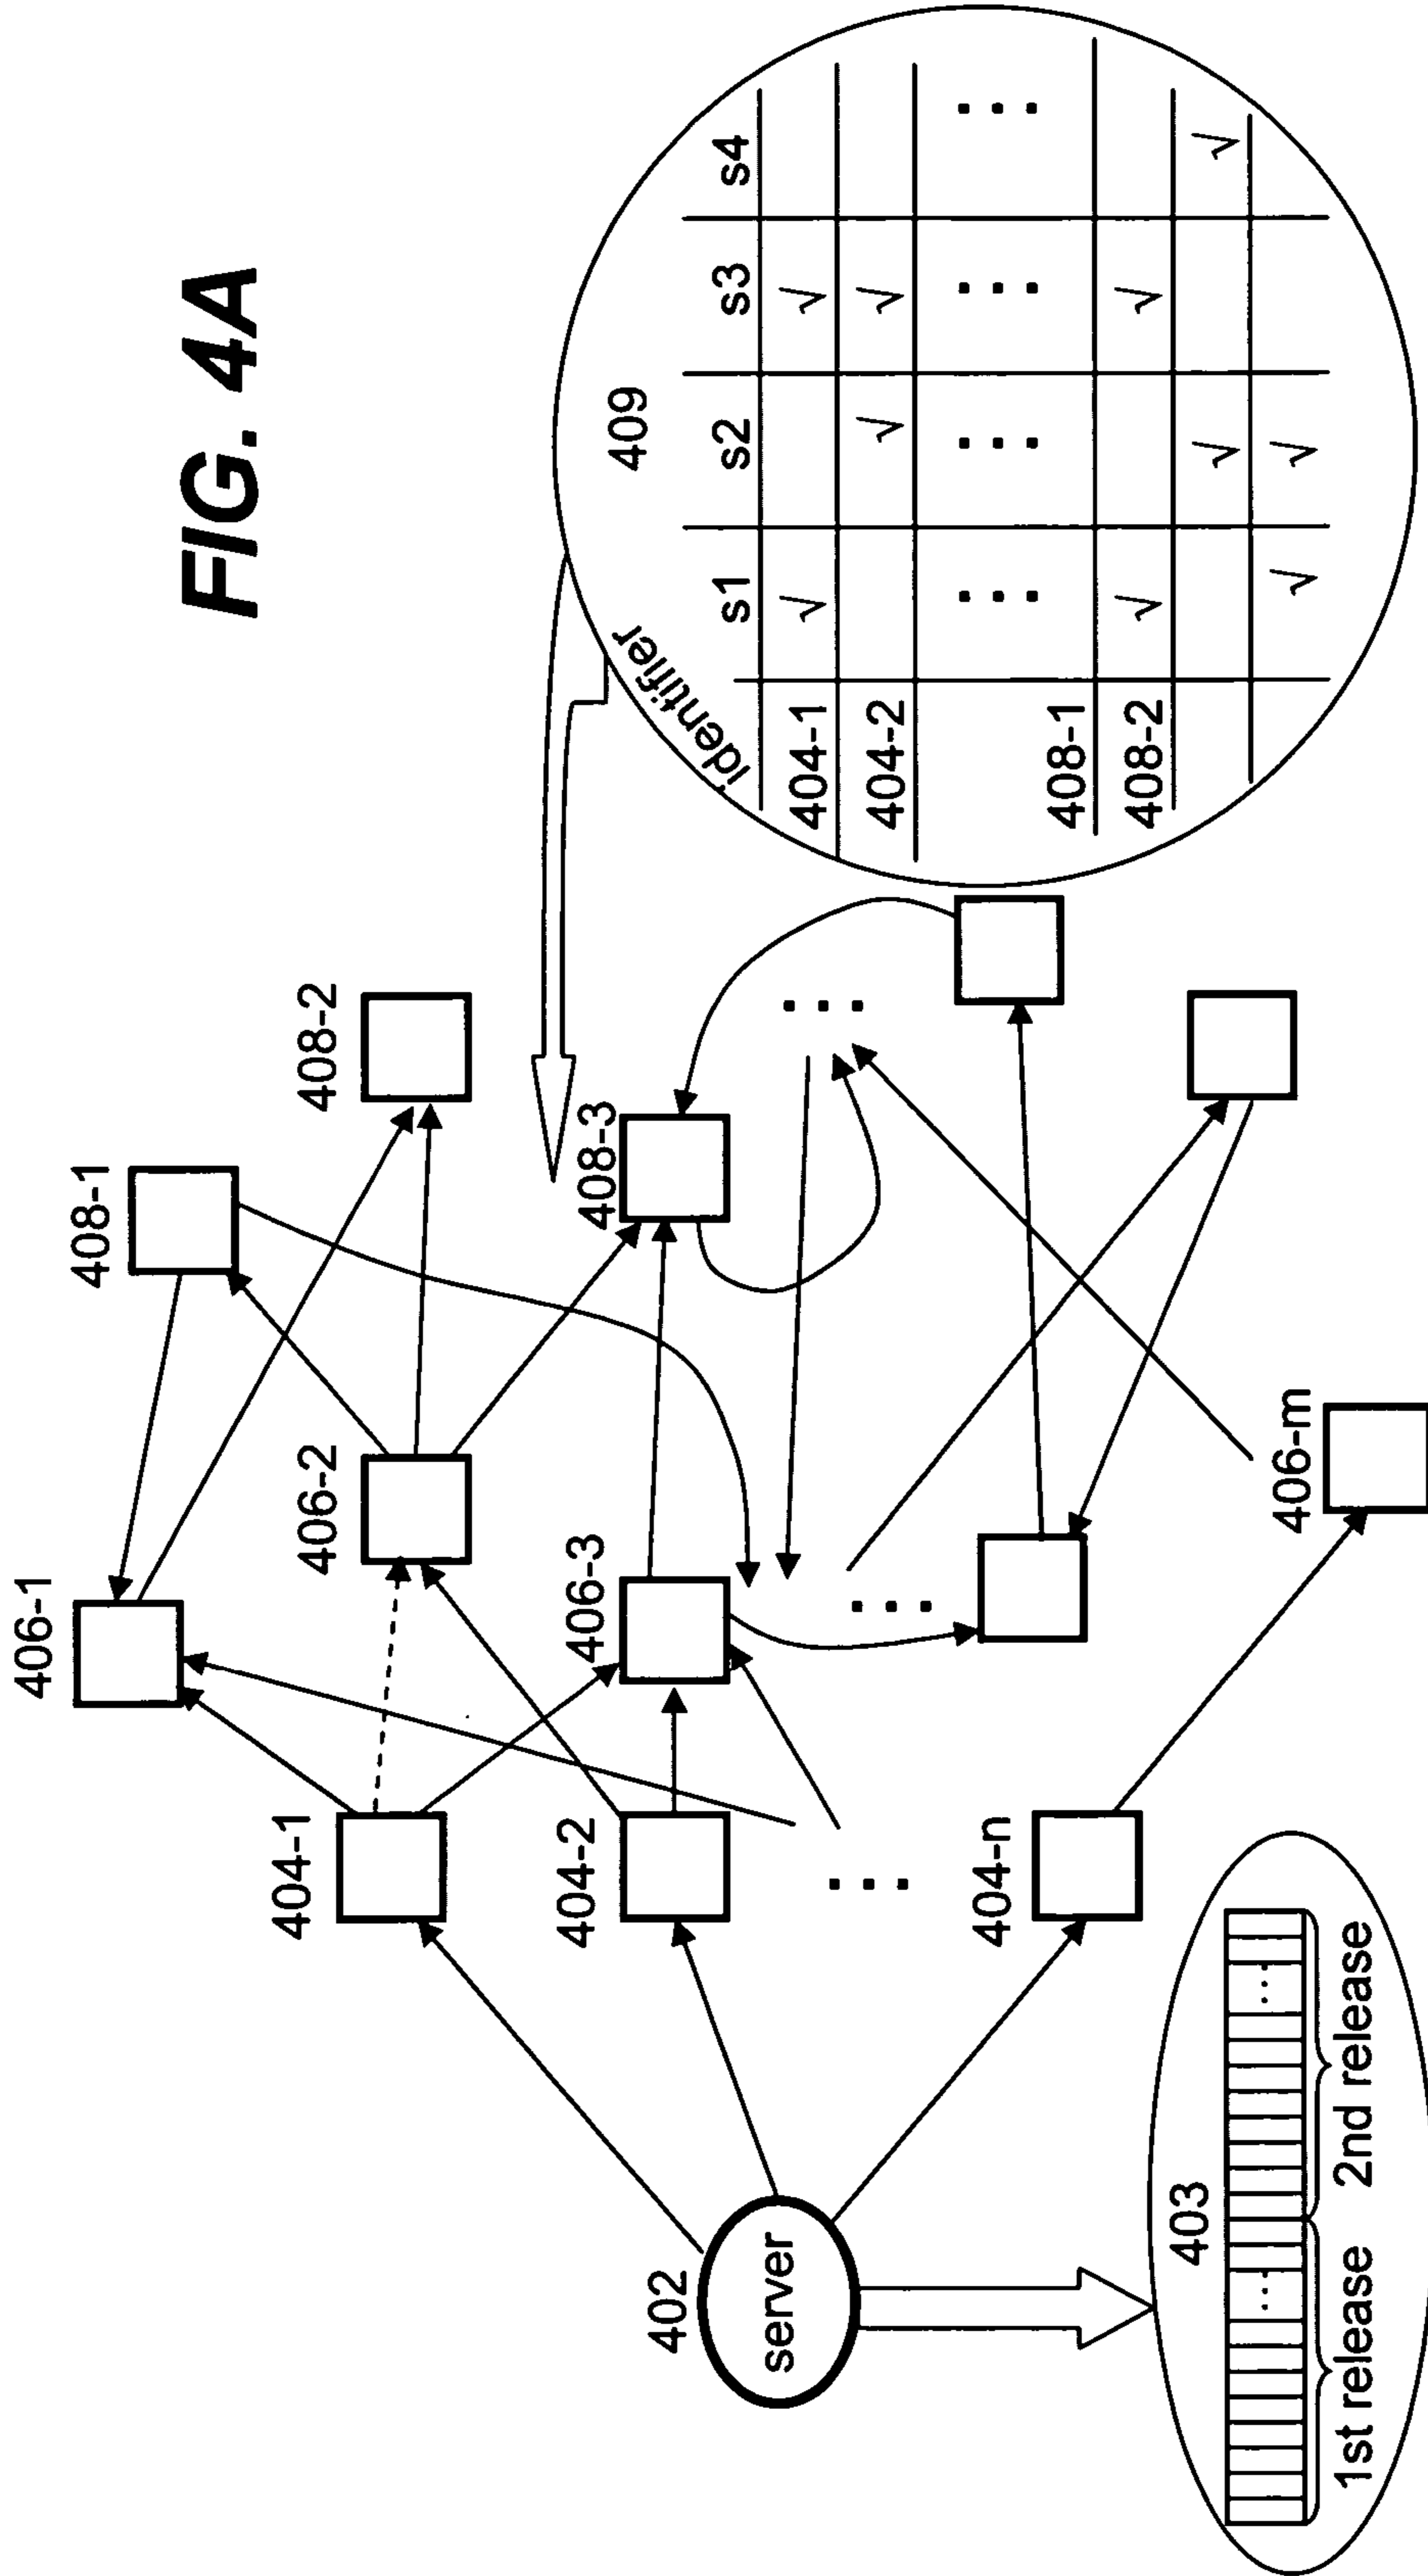 FIG. 4A
402
server
403
1st release 2nd release
404-1
404-2
404-n
406-1
406-2
406-3
406-m
408-1
408-2
408-3
409
identifier
s1 s2 s3 s4
404-1 √ √
404-2 √ √
... ... ... ...
408-1
408-2 √ √
√ √
√ √